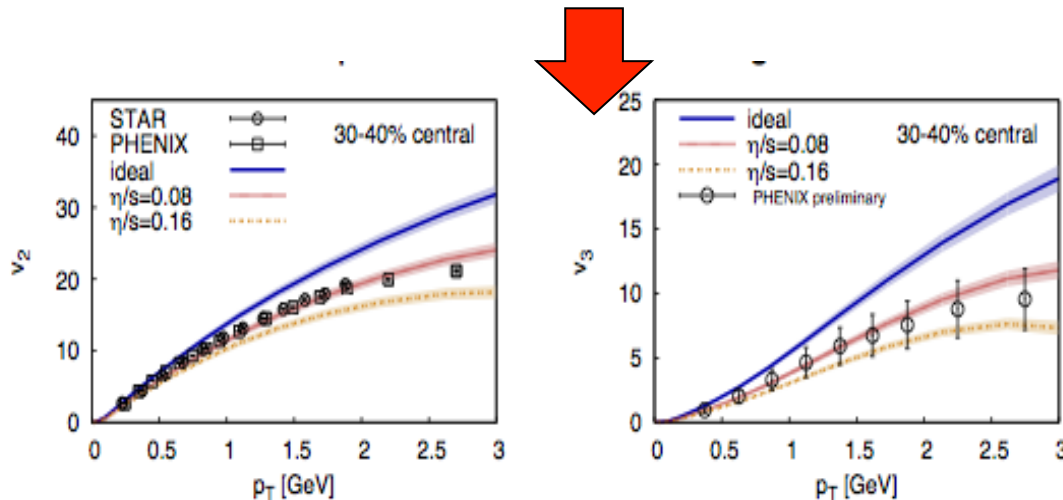 STAR
PHENIX
ideal
η/s=0.08
η/s=0.16
30-40% central
v2
40
30
20
10
0
0 0.5 1 1.5 2 2.5 3
pT [GeV]
ideal
η/s=0.08
η/s=0.16
PHENIX preliminary
30-40% central
v3
25
20
15
10
5
0
0 0.5 1 1.5 2 2.5 3
pT [GeV]